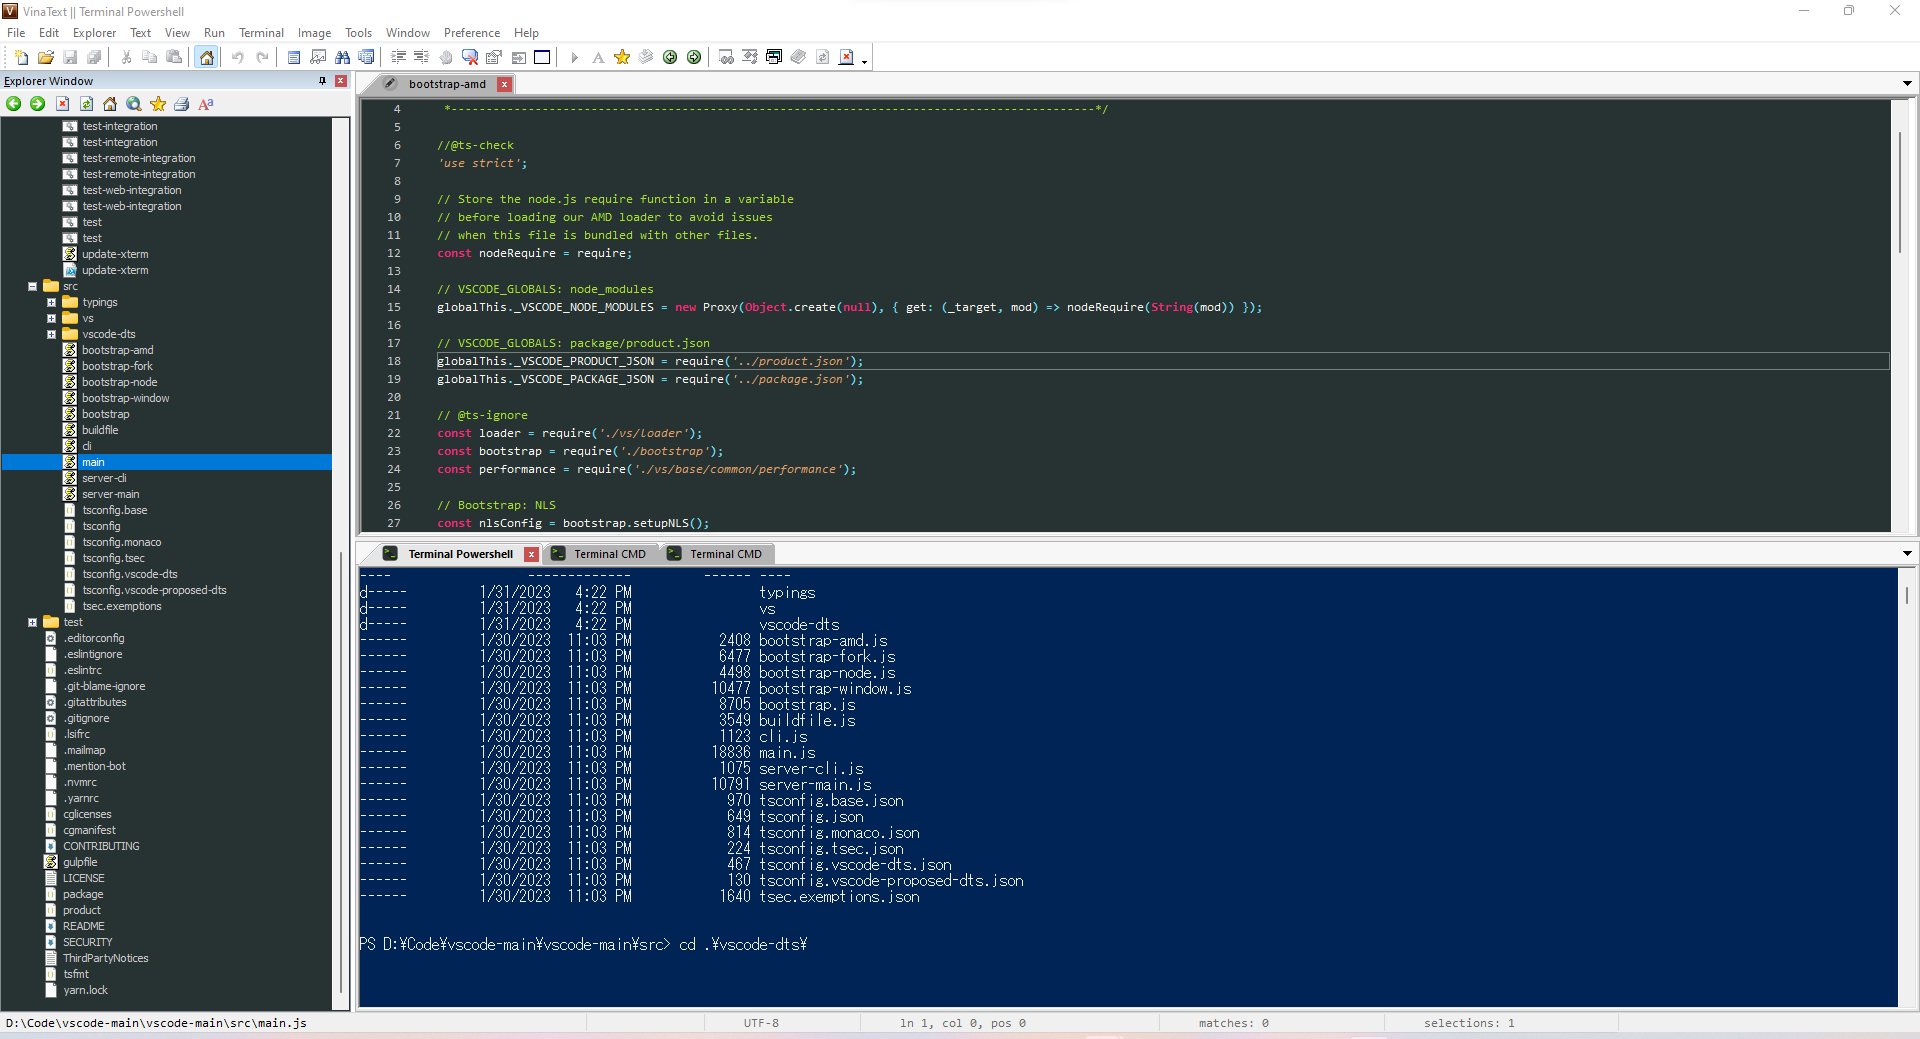 VinaText || Terminal Powershell
File Edit Explorer Text View Run Terminal Image Tools Window Preference Help
Explorer Window
test-integration
test-integration
test-remote-integration
test-remote-integration
test-web-integration
test-web-integration
test
test
update-xterm
update-xterm
src
typings
vs
vscode-dts
bootstrap-amd
bootstrap-fork
bootstrap-node
bootstrap-window
bootstrap
buildfile
cli
main
server-cli
server-main
tsconfig.base
tsconfig
tsconfig.monaco
tsconfig.tsec
tsconfig.vscode-dts
tsconfig.vscode-proposed-dts
tsec.exemptions
test
.editorconfig
.eslintignore
.eslintrc
.git-blame-ignore
.gitattributes
.gitignore
.lsifrc
.mailmap
.mention-bot
.nvmrc
.yarnrc
cglicenses
cgmanifest
CONTRIBUTING
gulpfile
LICENSE
package
product
README
SECURITY
ThirdPartyNotices
tsfmt
yarn.lock
bootstrap-amd
4 *--------------------------------------------------------------------------------------------*/
5
6 //@ts-check
7 'use strict';
8
9 // Store the node.js require function in a variable
10 // before loading our AMD loader to avoid issues
11 // when this file is bundled with other files.
12 const nodeRequire = require;
13
14 // VSCODE_GLOBALS: node_modules
15 globalThis._VSCODE_NODE_MODULES = new Proxy(Object.create(null), { get: (_target, mod) => nodeRequire(String(mod)) });
16
17 // VSCODE_GLOBALS: package/product.json
18 globalThis._VSCODE_PRODUCT_JSON = require('../product.json');
19 globalThis._VSCODE_PACKAGE_JSON = require('../package.json');
20
21 // @ts-ignore
22 const loader = require('./vs/loader');
23 const bootstrap = require('./bootstrap');
24 const performance = require('./vs/base/common/performance');
25
26 // Bootstrap: NLS
27 const nlsConfig = bootstrap.setupNLS();
Terminal Powershell Terminal CMD Terminal CMD
---- ------------- ------ ----
d----- 1/31/2023 4:22 PM typings
d----- 1/31/2023 4:22 PM vs
d----- 1/31/2023 4:22 PM vscode-dts
------ 1/30/2023 11:03 PM 2408 bootstrap-amd.js
------ 1/30/2023 11:03 PM 6477 bootstrap-fork.js
------ 1/30/2023 11:03 PM 4498 bootstrap-node.js
------ 1/30/2023 11:03 PM 10477 bootstrap-window.js
------ 1/30/2023 11:03 PM 8705 bootstrap.js
------ 1/30/2023 11:03 PM 3549 buildfile.js
------ 1/30/2023 11:03 PM 1123 cli.js
------ 1/30/2023 11:03 PM 18836 main.js
------ 1/30/2023 11:03 PM 1075 server-cli.js
------ 1/30/2023 11:03 PM 10791 server-main.js
------ 1/30/2023 11:03 PM 970 tsconfig.base.json
------ 1/30/2023 11:03 PM 649 tsconfig.json
------ 1/30/2023 11:03 PM 814 tsconfig.monaco.json
------ 1/30/2023 11:03 PM 224 tsconfig.tsec.json
------ 1/30/2023 11:03 PM 467 tsconfig.vscode-dts.json
------ 1/30/2023 11:03 PM 130 tsconfig.vscode-proposed-dts.json
------ 1/30/2023 11:03 PM 1640 tsec.exemptions.json
PS D:¥Code¥vscode-main¥vscode-main¥src> cd .¥vscode-dts¥
D:\Code\vscode-main\vscode-main\src\main.js UTF-8 ln 1, col 0, pos 0 matches: 0 selections: 1